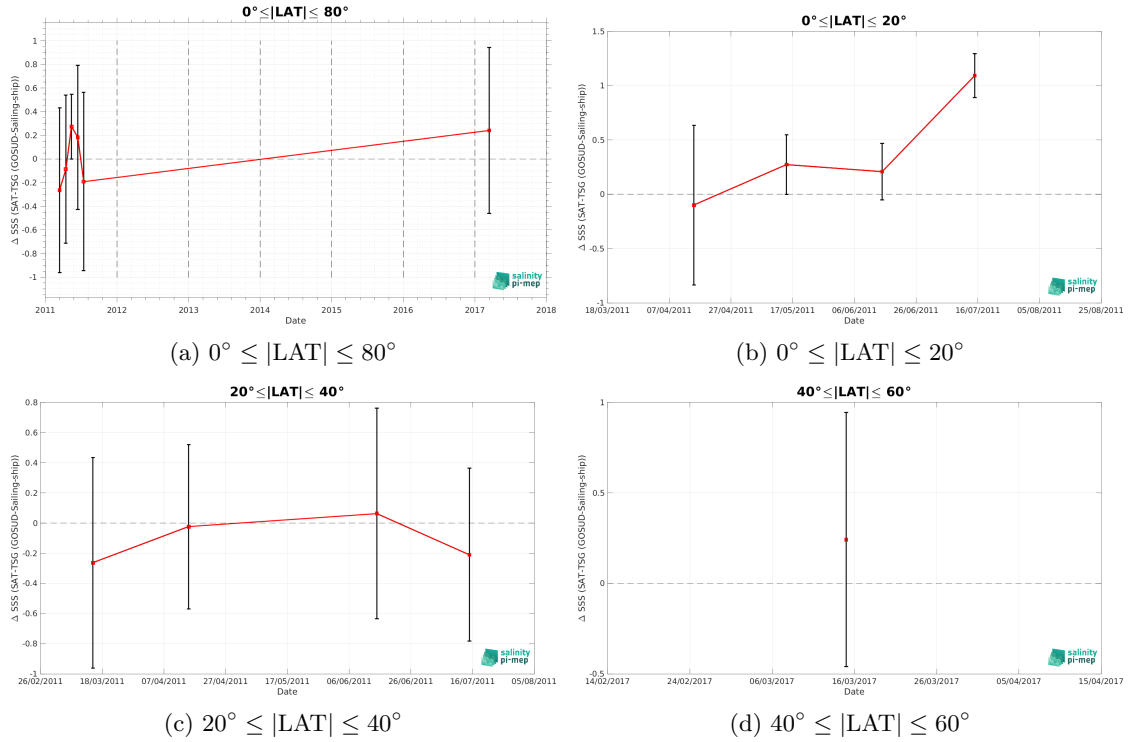 0°≤|LAT|≤ 80°
Δ SSS (SAT-TSG (GOSUD-Sailing-ship))
1
0.8
0.6
0.4
0.2
0
-0.2
-0.4
-0.6
-0.8
-1
2011 2012 2013 2014 2015 2016 2017 2018
Date
salinity
pi-mep
(a) 0° ≤ |LAT| ≤ 80°
0°≤|LAT|≤ 20°
Δ SSS (SAT-TSG (GOSUD-Sailing-ship))
1.5
1
0.5
0
-0.5
-1
18/03/2011 07/04/2011 27/04/2011 17/05/2011 06/06/2011 26/06/2011 16/07/2011 05/08/2011 25/08/2011
Date
salinity
pi-mep
(b) 0° ≤ |LAT| ≤ 20°
20°≤|LAT|≤ 40°
Δ SSS (SAT-TSG (GOSUD-Sailing-ship))
0.8
0.6
0.4
0.2
0
-0.2
-0.4
-0.6
-0.8
-1
26/02/2011 18/03/2011 07/04/2011 27/04/2011 17/05/2011 06/06/2011 26/06/2011 16/07/2011 05/08/2011
Date
salinity
pi-mep
(c) 20° ≤ |LAT| ≤ 40°
40°≤|LAT|≤ 60°
Δ SSS (SAT-TSG (GOSUD-Sailing-ship))
1
0.5
0
-0.5
14/02/2017 24/02/2017 06/03/2017 16/03/2017 26/03/2017 05/04/2017 15/04/2017
Date
salinity
pi-mep
(d) 40° ≤ |LAT| ≤ 60°